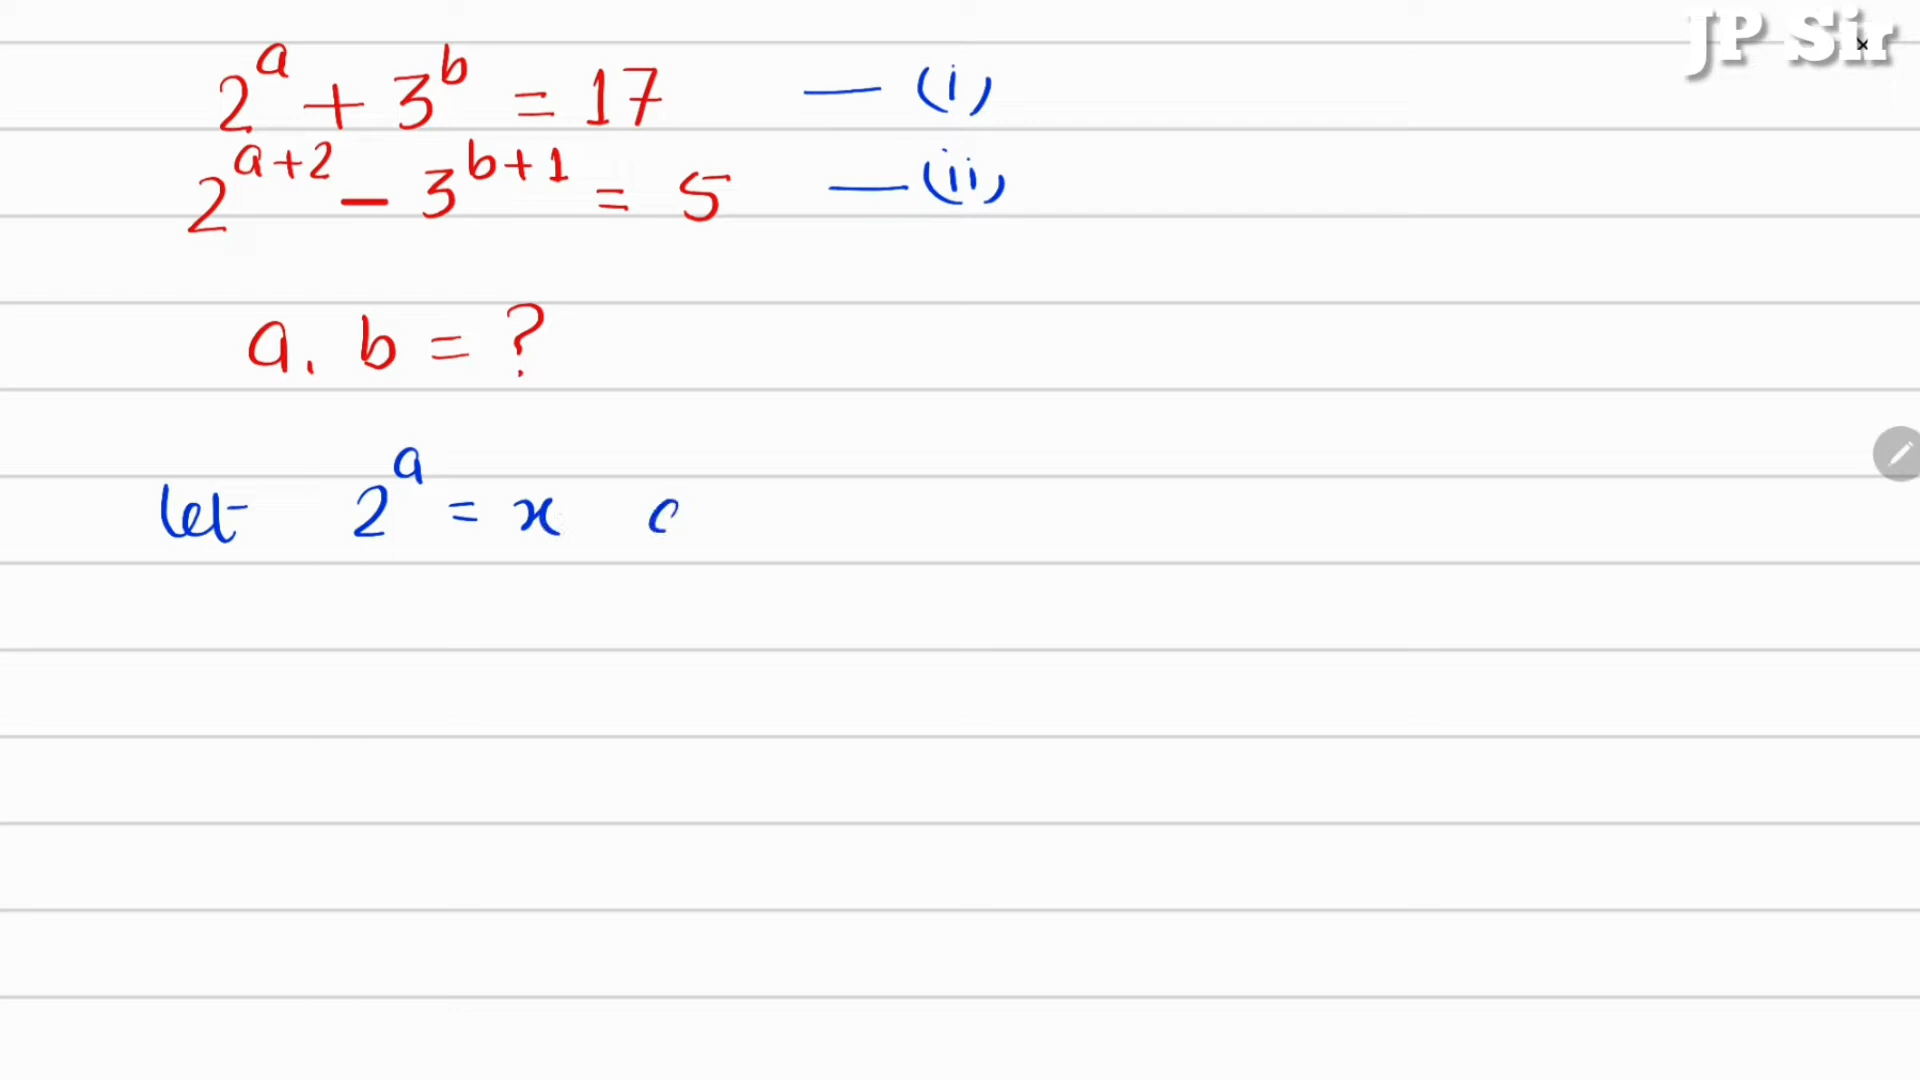 JP Sir
2^a + 3^b = 17 — (i)
2^(a+2) - 3^(b+1) = 5 — (ii)
a, b = ?
let 2^a = x